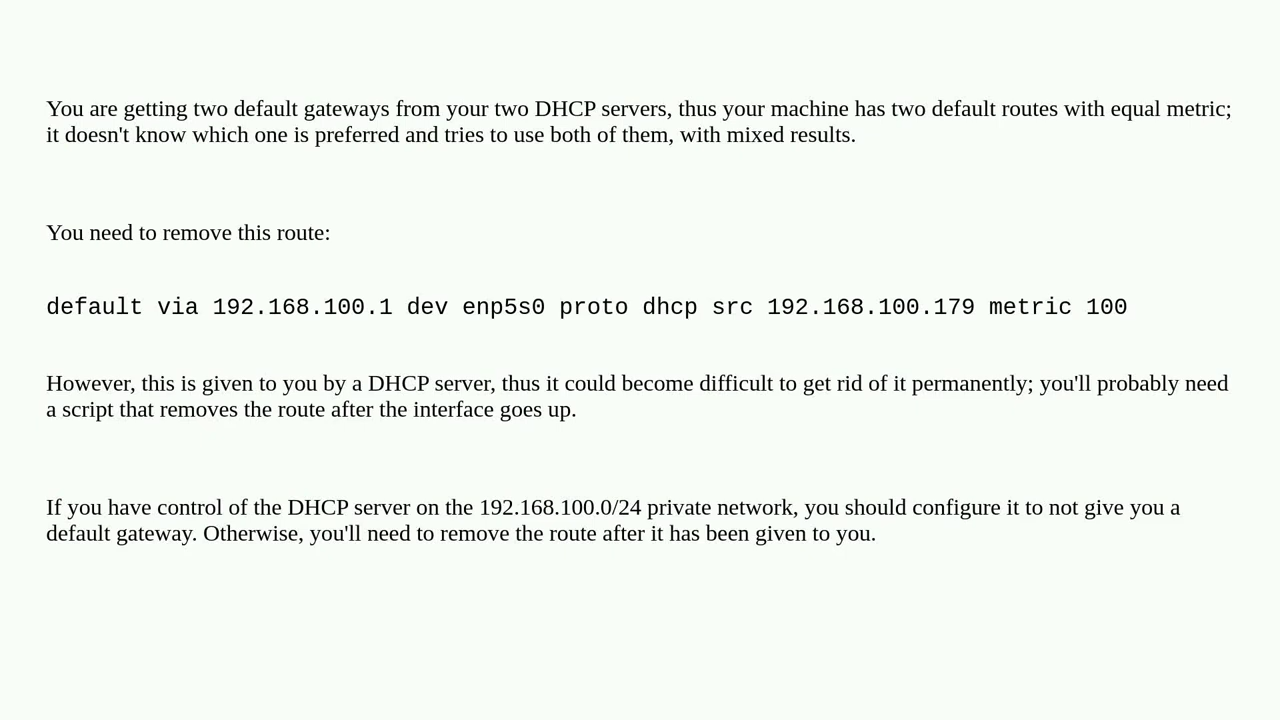 You are getting two default gateways from your two DHCP servers, thus your machine has two default routes with equal metric;
it doesn't know which one is preferred and tries to use both of them, with mixed results.
You need to remove this route:
default via 192.168.100.1 dev enp5s0 proto dhcp src 192.168.100.179 metric 100
However, this is given to you by a DHCP server, thus it could become difficult to get rid of it permanently; you'll probably need
a script that removes the route after the interface goes up.
If you have control of the DHCP server on the 192.168.100.0/24 private network, you should configure it to not give you a
default gateway. Otherwise, you'll need to remove the route after it has been given to you.